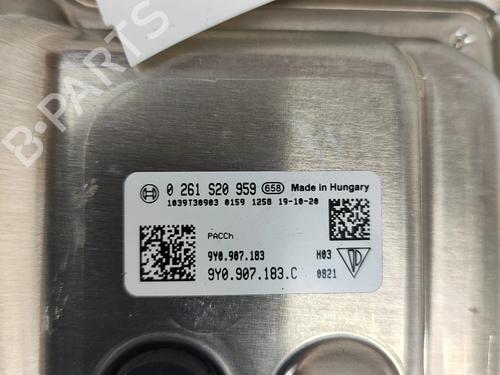 B-PARTS
0 261 S20 959 658 Made in Hungary
1039T30903 0159 1258 19-10-20
PACCh
9Y0.907.183 H03
9Y0.907.183.C 0821